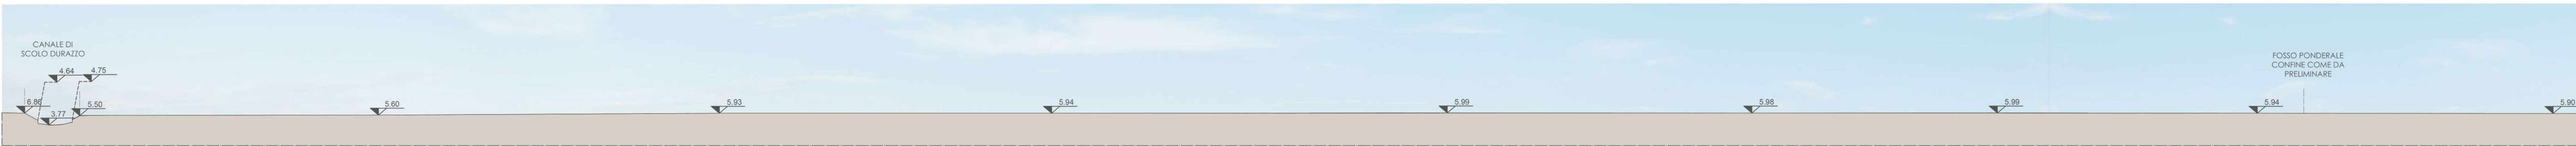 CANALE DI
SCOLO DURAZZO
4.64
4.75
6.86
3.77
5.50
5.60
5.93
5.94
5.99
5.98
5.99
5.94
FOSSO PONDERALE
CONFINE COME DA
PRELIMINARE
5.90